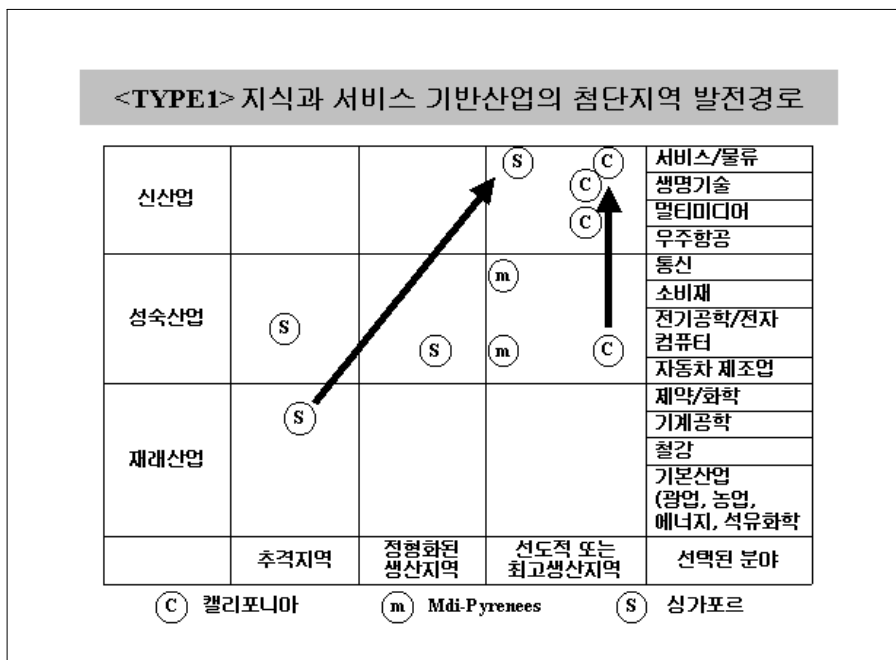 <TYPE1> 지식과 서비스 기반산업의 첨단지역 발전경로
신산업
S
C
C
C
서비스/물류
생명기술
멀티미디어
우주항공
성숙산업
S
S
m
m
C
통신
소비재
전기공학/전자
컴퓨터
자동차 제조업
재래산업
S
제약/화학
기계공학
철강
기본산업
(광업, 농업,
에너지, 석유화학
추격지역
정형화된
생산지역
선도적 또는
최고생산지역
선택된 분야
C 캘리포니아 m Mdi-Pyrenees S 싱가포르